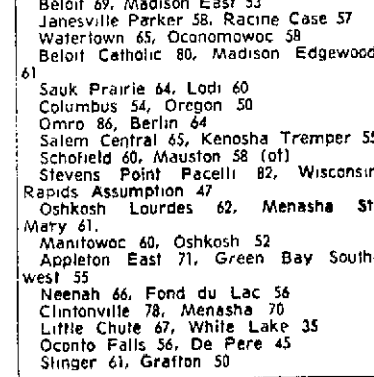 Beloit 69, Madison East 53
Janesville Parker 58, Racine Case 57
Watertown 65, Oconomowoc 58
Beloit Catholic 80, Madison Edgewood
61
Sauk Prairie 64, Lodi 60
Columbus 54, Oregon 50
Omro 86, Berlin 64
Salem Central 65, Kenosha Tremper 55
Schofield 60, Mauston 58 (ot)
Stevens Point Pacelli 82, Wisconsin
Rapids Assumption 47
Oshkosh Lourdes 62, Menasha St
Mary 61.
Manitowoc 60, Oshkosh 52
Appleton East 71, Green Bay South-
west 55
Neenah 66, Fond du Lac 56
Clintonville 78, Menasha 70
Little Chute 67, White Lake 35
Oconto Falls 56, De Pere 45
Slinger 61, Grafton 50